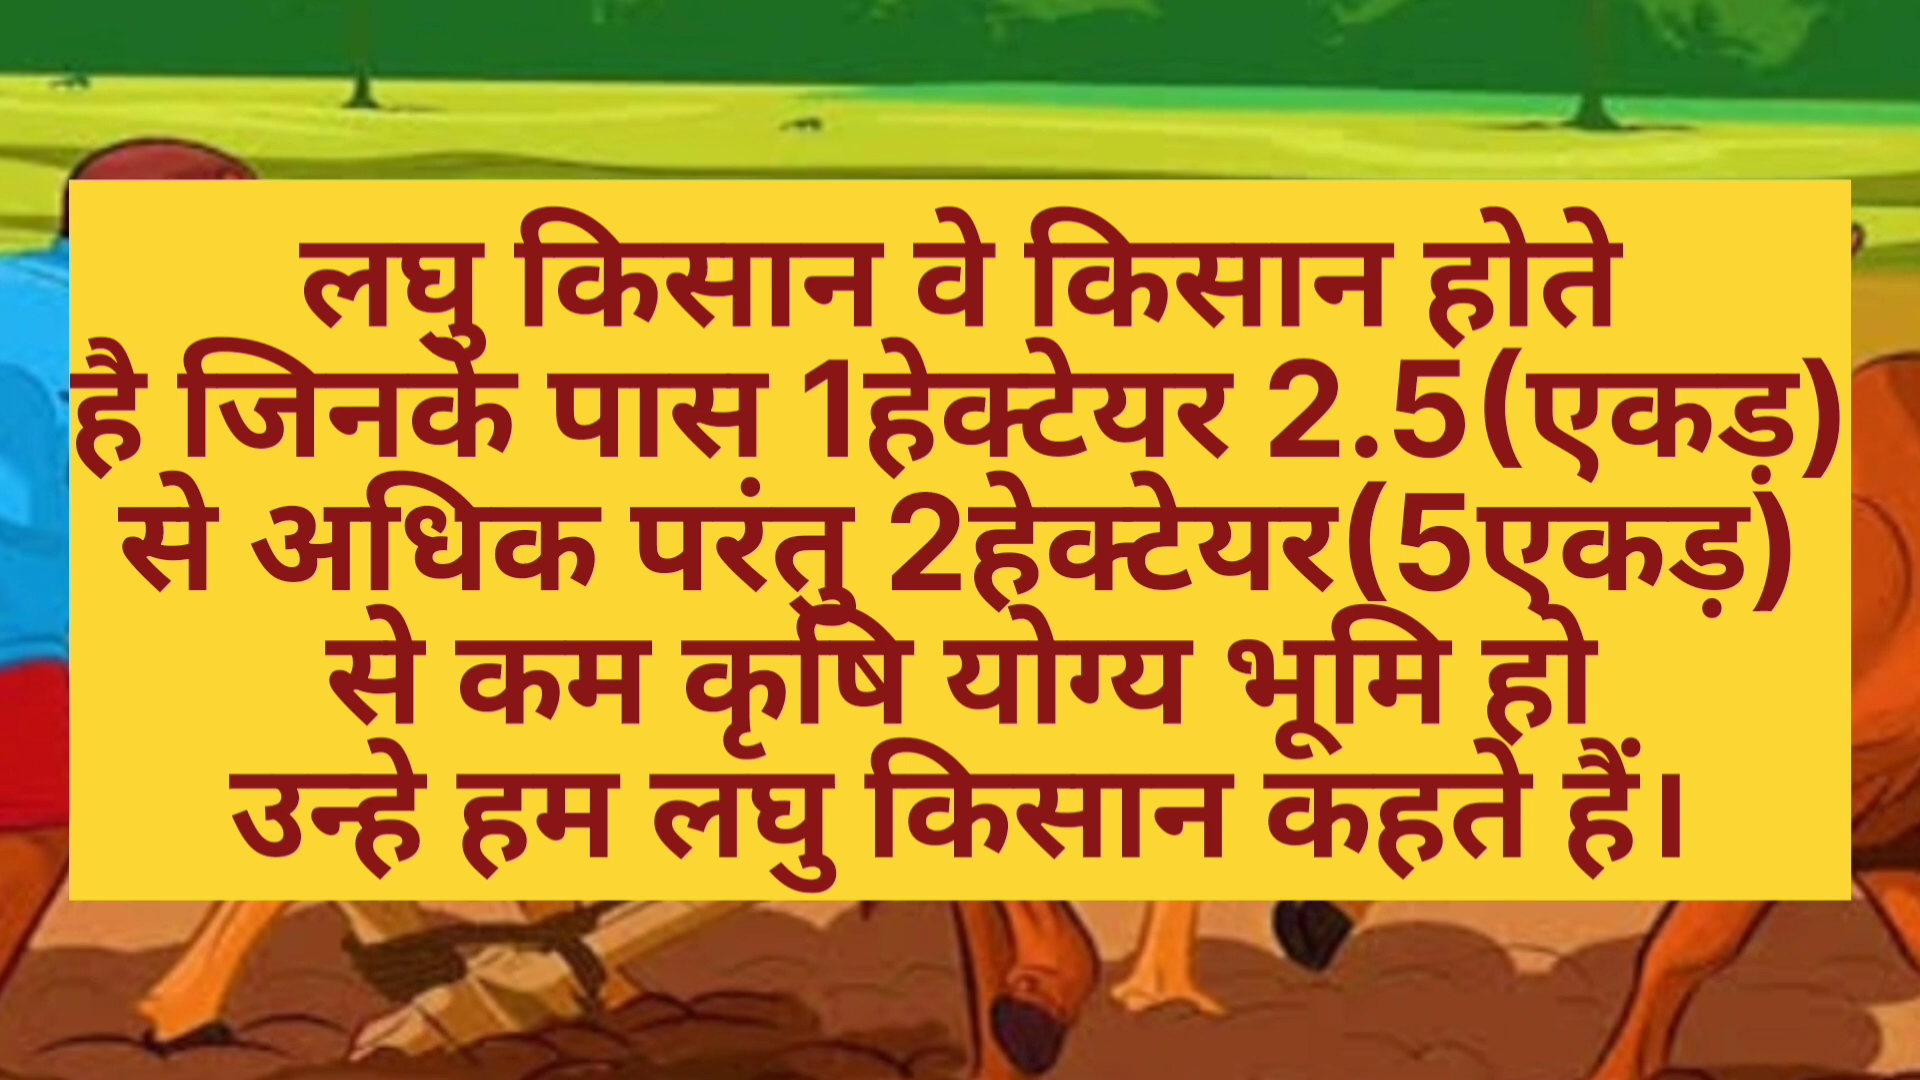 लघु किसान वे किसान होते
है जिनके पास 1हेक्टेयर 2.5(एकड़)
से अधिक परंतु 2हेक्टेयर(5एकड़)
से कम कृषि योग्य भूमि हो
उन्हे हम लघु किसान कहते हैं।